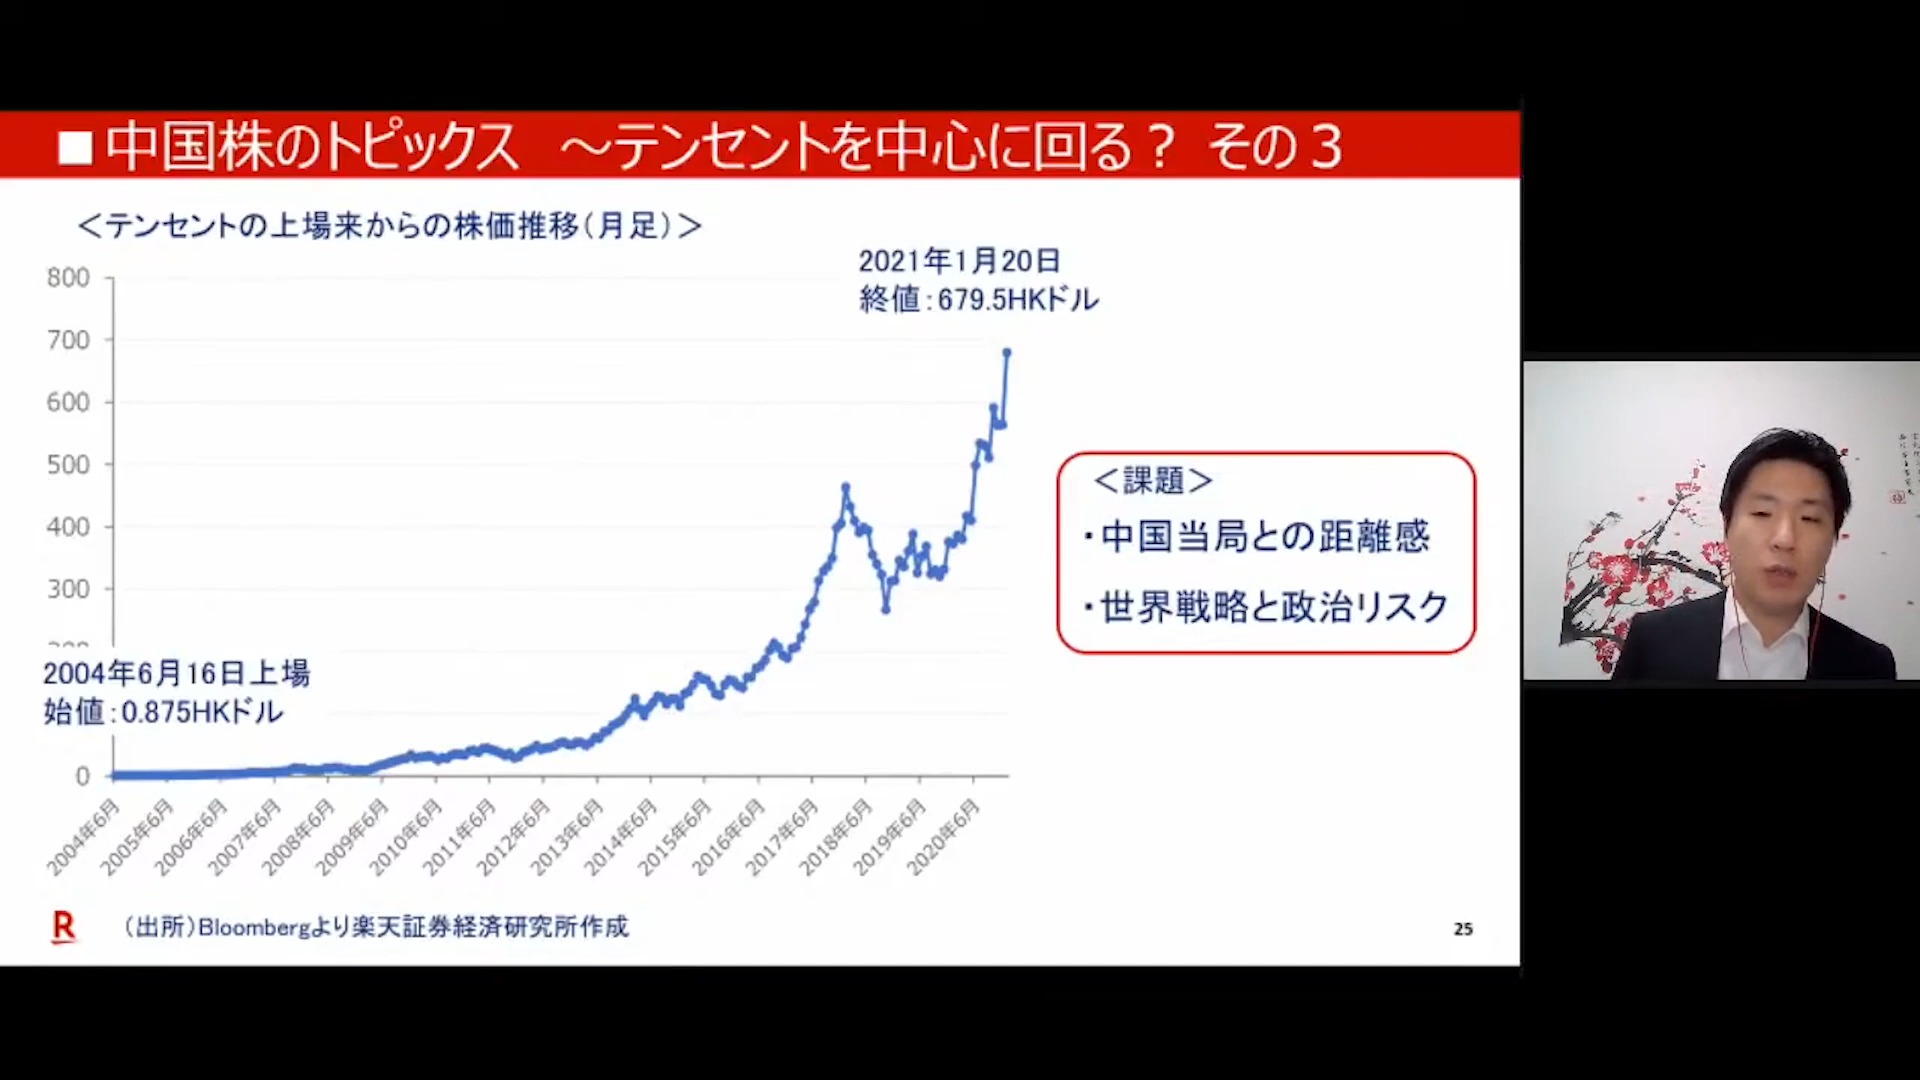 ■中国株のトピックス ～テンセントを中心に回る？ その３
＜テンセントの上場来からの株価推移（月足）＞
2021年1月20日
終値：679.5HKドル
800
700
600
500
400
300
2004年6月16日上場
始値：0.875HKドル
0
2004年6月
2005年6月
2006年6月
2007年6月
2008年6月
2009年6月
2010年6月
2011年6月
2012年6月
2013年6月
2014年6月
2015年6月
2016年6月
2017年6月
2018年6月
2019年6月
2020年6月
＜課題＞
・中国当局との距離感
・世界戦略と政治リスク
R
（出所）Bloombergより楽天証券経済研究所作成
25